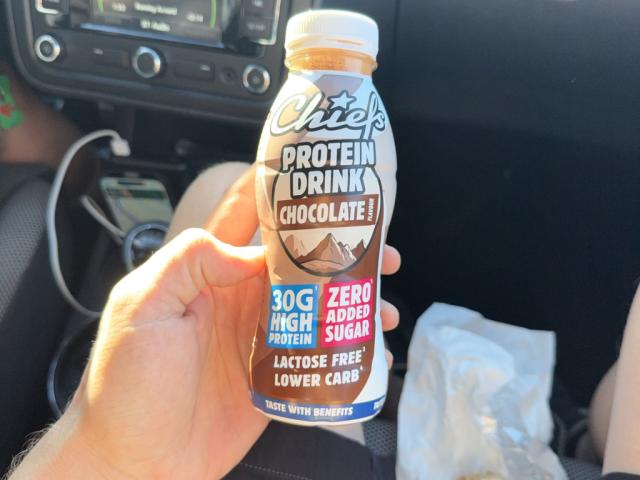 Chiefs
PROTEIN
DRINK
CHOCOLATE
FLAVOUR
30G
HIGH
PROTEIN
ZERO
ADDED
SUGAR
LACTOSE FREE
LOWER CARB
TASTE WITH BENEFITS